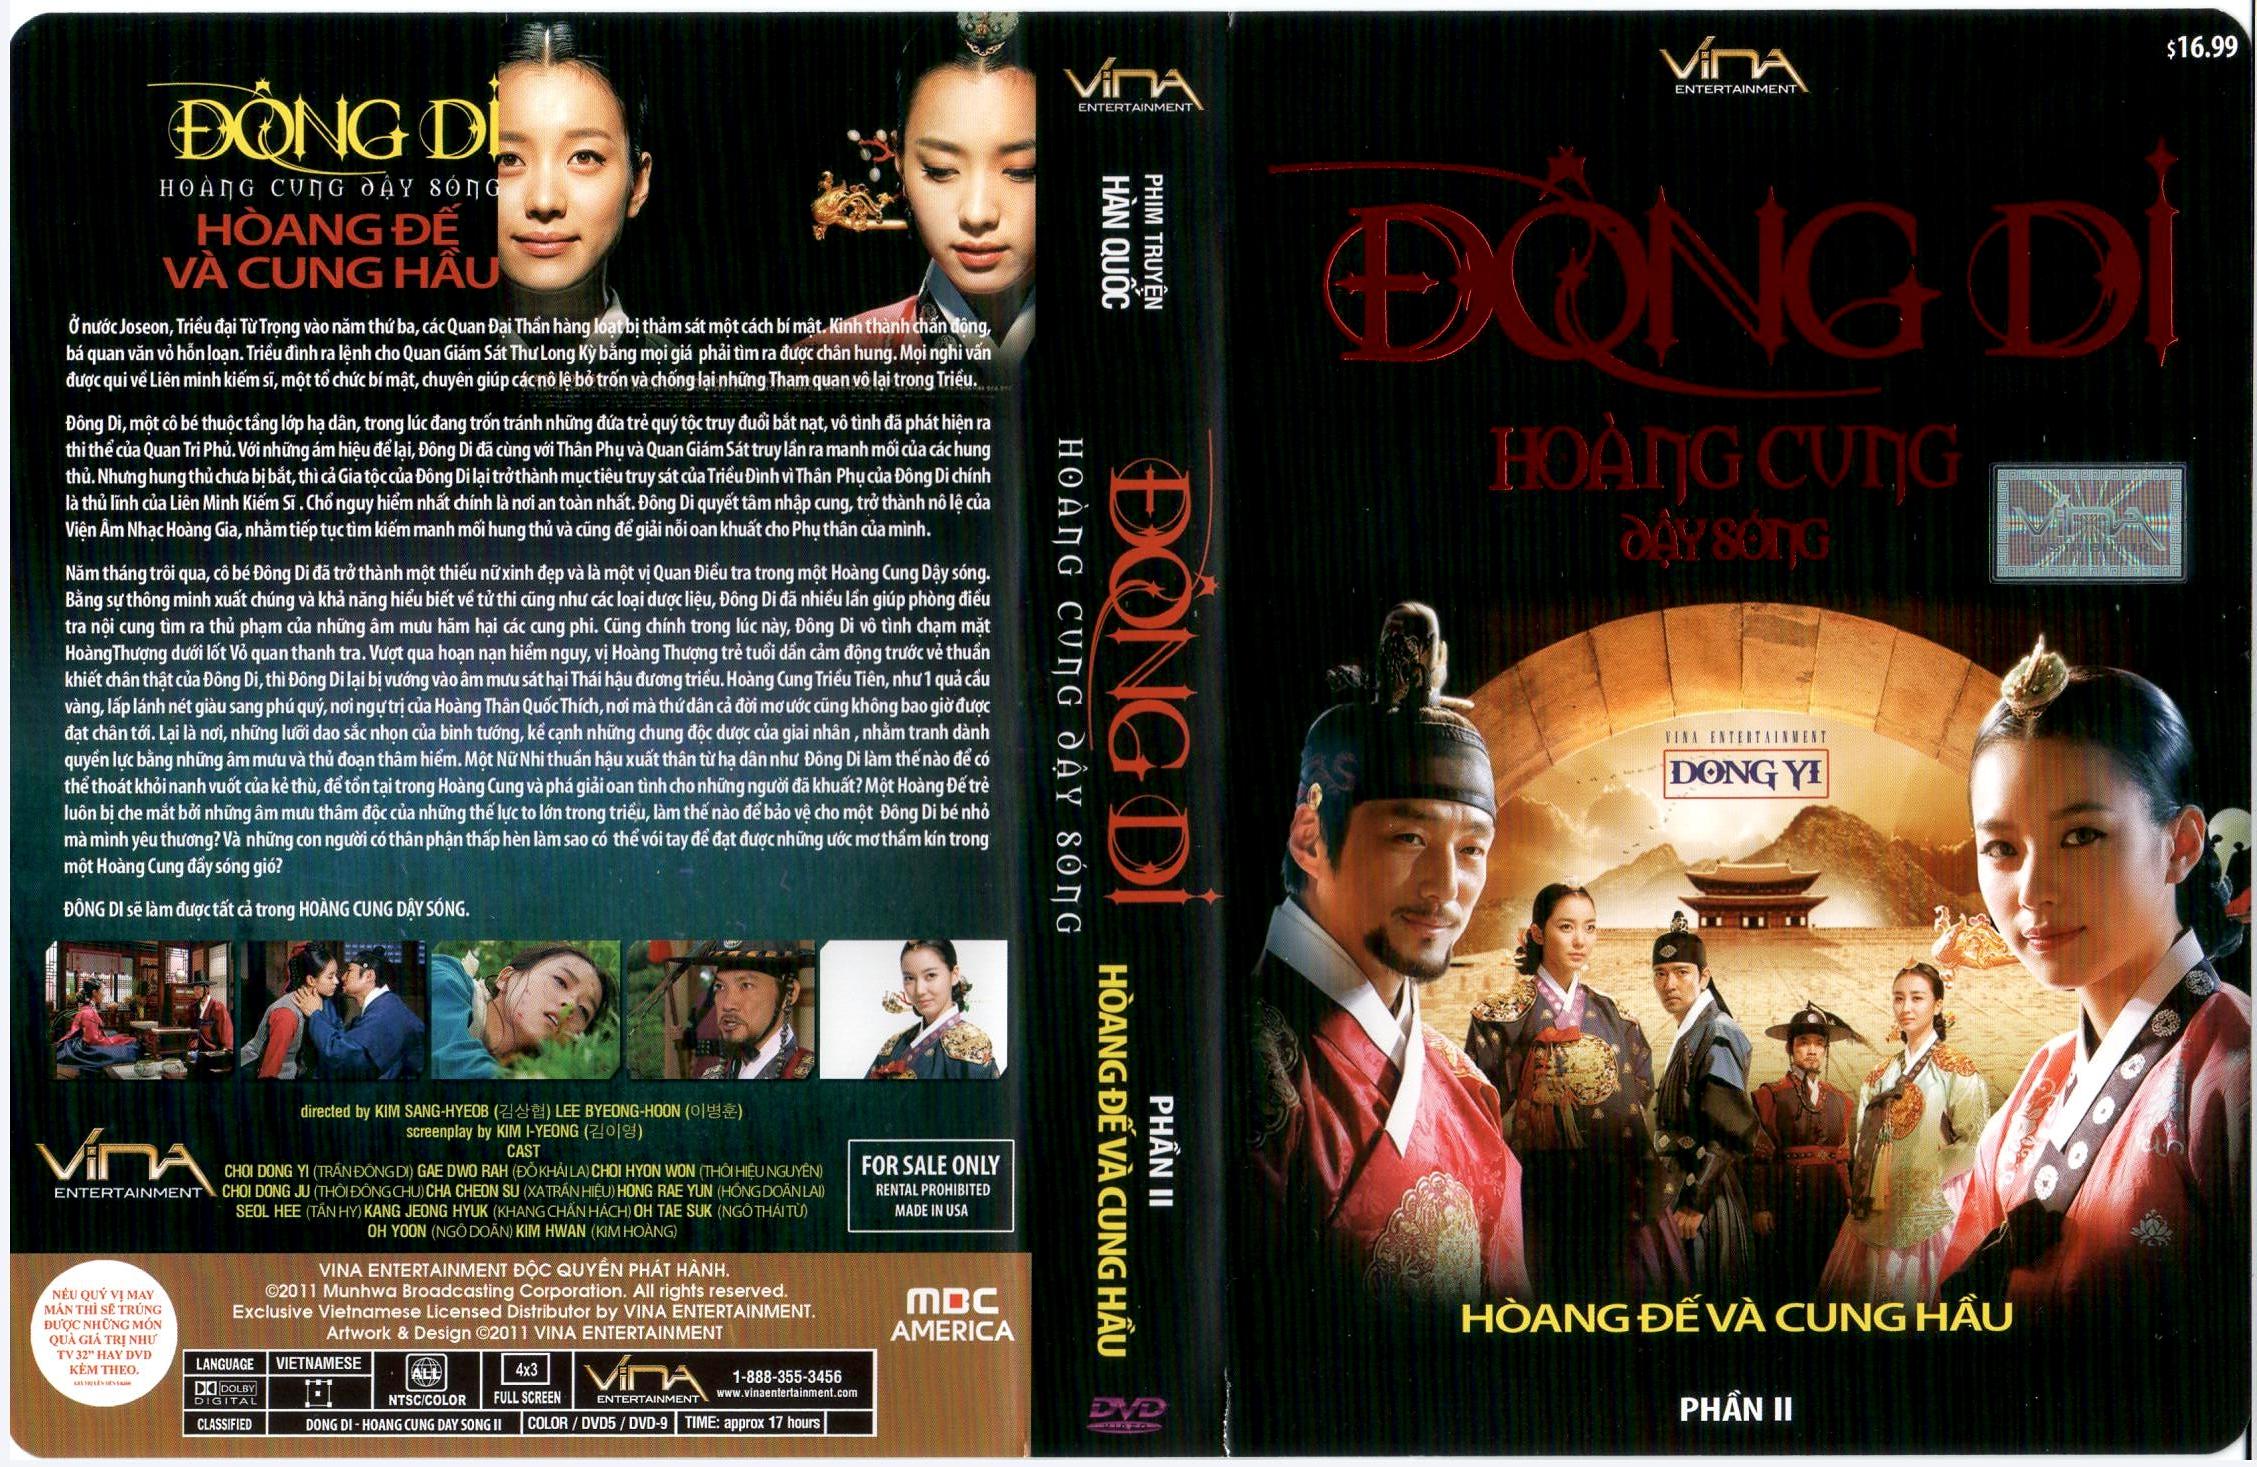 ĐÔNG DI
HOÀNG CUNG DẬY SÓNG
HÒANG ĐẾ
VÀ CUNG HẦU
Ở nước Joseon, Triều đại Từ Trọng vào năm thứ ba, các Quan Đại Thần hàng loạt bị thảm sát một cách bí mật. Kinh thành chấn động,
bá quan văn võ hỗn loạn. Triều đình ra lệnh cho Quan Giám Sát Thư Long Kỳ bằng mọi giá phải tìm ra được chân hung. Mọi nghi vấn
được qui về Liên minh kiếm sĩ, một tổ chức bí mật, chuyên giúp các nô lệ bỏ trốn và chống lại những Tham quan vô lại trong Triều.
Đông Di, một cô bé thuộc tầng lớp hạ dân, trong lúc đang trốn tránh những đứa trẻ quý tộc truy đuổi bắt nạt, vô tình đã phát hiện ra
thi thể của Quan Tri Phủ. Với những ám hiệu để lại, Đông Di đã cùng với Thân Phụ và Quan Giám Sát truy lần ra manh mối của các hung
thủ. Nhưng hung thủ chưa bị bắt, thì cả Gia tộc của Đông Di lại trở thành mục tiêu truy sát của Triều Đình vì Thân Phụ của Đông Di chính
là thủ lĩnh của Liên Minh Kiếm Sĩ . Chổ nguy hiểm nhất chính là nơi an toàn nhất. Đông Di quyết tâm nhập cung, trở thành nô lệ của
Viện Âm Nhạc Hoàng Gia, nhằm tiếp tục tìm kiếm manh mối hung thủ và cũng để giải nỗi oan khuất cho Phụ thân của mình.
Năm tháng trôi qua, cô bé Đông Di đã trở thành một thiếu nữ xinh đẹp và là một vị Quan Điều tra trong một Hoàng Cung Dậy sóng.
Bằng sự thông minh xuất chúng và khả năng hiểu biết về tử thi cũng như các loại dược liệu, Đông Di đã nhiều lần giúp phòng điều
tra nội cung tìm ra thủ phạm của những âm mưu hãm hại các cung phi. Cũng chính trong lúc này, Đông Di vô tình chạm mặt
HoàngThượng dưới lốt Võ quan thanh tra. Vượt qua hoạn nạn hiểm nguy, vị Hoàng Thượng trẻ tuổi dần cảm động trước vẻ thuần
khiết chân thật của Đông Di, thì Đông Di lại bị vướng vào âm mưu sát hại Thái hậu đương triều. Hoàng Cung Triều Tiên, như 1 quả cầu
vàng, lấp lánh nét giàu sang phú quý, nơi ngự trị của Hoàng Thân Quốc Thích, nơi mà thứ dân cả đời mơ ước cũng không bao giờ được
đạt chân tới. Lại là nơi, những lưỡi dao sắc nhọn của binh tướng, kề cạnh những chung độc dược của giai nhân , nhằm tranh dành
quyền lực bằng những âm mưu và thủ đoạn thâm hiểm. Một Nữ Nhi thuần hậu xuất thân từ hạ dân như Đông Di làm thế nào để có
thể thoát khỏi nanh vuốt của kẻ thù, để tồn tại trong Hoàng Cung và phá giải oan tình cho những người đã khuất? Một Hoàng Đế trẻ
luôn bị che mắt bởi những âm mưu thâm độc của những thế lực to lớn trong triều, làm thế nào để bảo vệ cho một Đông Di bé nhỏ
mà mình yêu thương? Và những con người có thân phận thấp hèn làm sao có thể vói tay để đạt được những ước mơ thầm kín trong
một Hoàng Cung đầy sóng gió?
ĐÔNG DI sẽ làm được tất cả trong HOÀNG CUNG DẬY SÓNG.
directed by KIM SANG-HYEOB (김상협) LEE BYEONG-HOON (이병훈)
screenplay by KIM I-YEONG (김이영)
CAST
CHOI DONG YI (TRẦN ĐÔNG DI) GAE DWO RAH (ĐỖ KHẢI LA) CHOI HYON WON (THÔI HIỆU NGUYÊN)
CHOI DONG JU (THÔI ĐÔNG CHU) CHA CHEON SU (XA TRẦN HIỆU) HONG RAE YUN (HỒNG DOÃN LAI)
SEOL HEE (TẤN HY) KANG JEONG HYUK (KHANG CHẤN HÁCH) OH TAE SUK (NGÔ THÁI TỪ)
OH YOON (NGÔ DOÃN) KIM HWAN (KIM HOÀNG)
VINA
ENTERTAINMENT
FOR SALE ONLY
RENTAL PROHIBITED
MADE IN USA
NẾU QUÝ VỊ MAY
MẮN THÌ SẼ TRÚNG
ĐƯỢC NHỮNG MÓN
QUÀ GIÁ TRỊ NHƯ
TV 32" HAY DVD
KÈM THEO.
VINA ENTERTAINMENT ĐỘC QUYỀN PHÁT HÀNH.
©2011 Munhwa Broadcasting Corporation. All rights reserved.
Exclusive Vietnamese Licensed Distributor by VINA ENTERTAINMENT.
Artwork & Design ©2011 VINA ENTERTAINMENT
MBC
AMERICA
LANGUAGE VIETNAMESE
DOLBY
DIGITAL
ALL
NTSC/COLOR
4x3
FULL SCREEN
VINA
ENTERTAINMENT
1-888-355-3456
www.vinaentertainment.com
CLASSIFIED DONG DI - HOANG CUNG DAY SONG II COLOR / DVD5 / DVD-9 TIME: approx 17 hours
VINA
ENTERTAINMENT
PHIM TRUYỆN
HÀN QUỐC
ĐÔNG DI
HOÀNG CUNG DẬY SÓNG
PHẦN II
HÒANG ĐẾ VÀ CUNG HẦU
DVD
VIDEO
VINA
ENTERTAINMENT
$16.99
ĐÔNG DI
HOÀNG CUNG
DẬY SÓNG
VINA
DISTRIBUTOR
VINA ENTERTAINMENT
DONG YI
HÒANG ĐẾ VÀ CUNG HẦU
PHẦN II